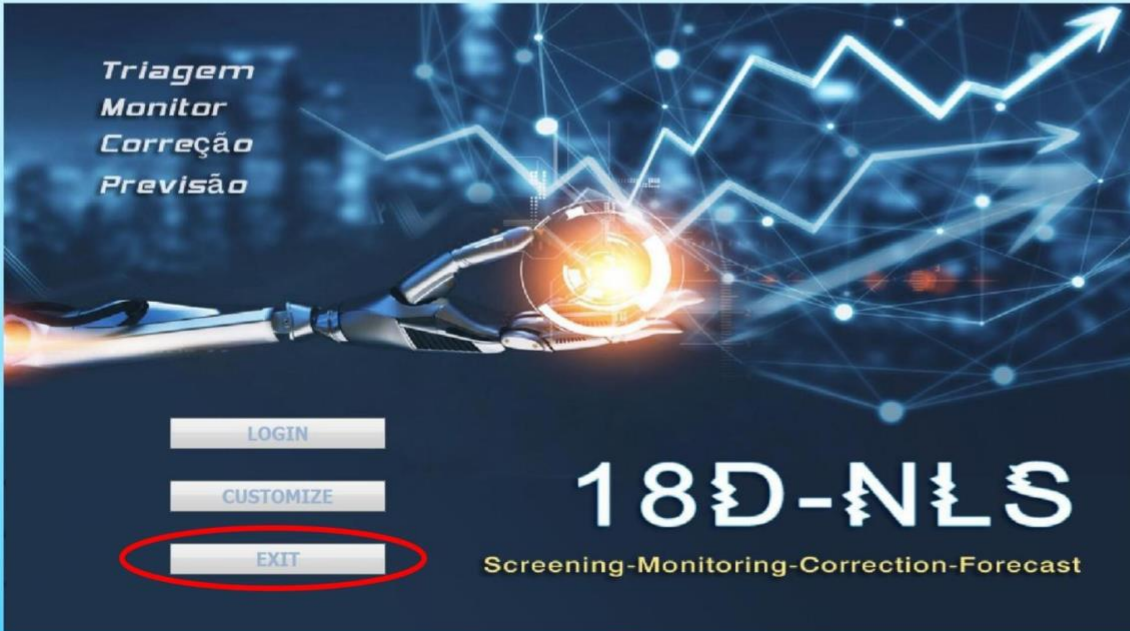 Triagem
Monitor
Correção
Previsão
LOGIN
CUSTOMIZE
EXIT
18D-NLS
Screening-Monitoring-Correction-Forecast